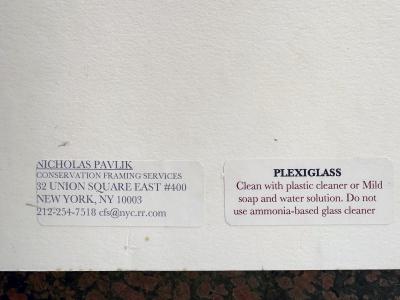 NICHOLAS PAVLIK
CONSERVATION FRAMING SERVICES
32 UNION SQUARE EAST #400
NEW YORK, NY 10003
212-254-7518 cfs@nyc.rr.com
PLEXIGLASS
Clean with plastic cleaner or Mild
soap and water solution. Do not
use ammonia-based glass cleaner